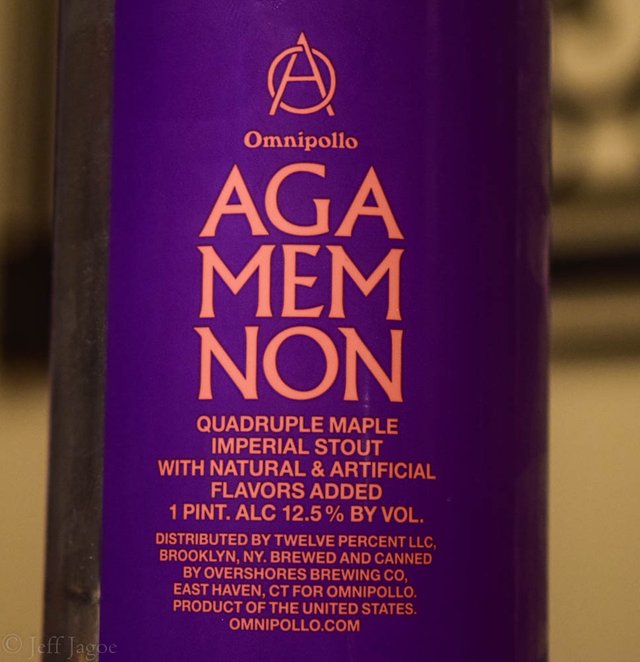 Omnipollo
AGA
MEM
NON
QUADRUPLE MAPLE
IMPERIAL STOUT
WITH NATURAL & ARTIFICIAL
FLAVORS ADDED
1 PINT. ALC 12.5% BY VOL.
DISTRIBUTED BY TWELVE PERCENT LLC,
BROOKLYN, NY. BREWED AND CANNED
BY OVERSHORES BREWING CO,
EAST HAVEN, CT FOR OMNIPOLLO.
PRODUCT OF THE UNITED STATES.
OMNIPOLLO.COM
© Jeff Jagoe